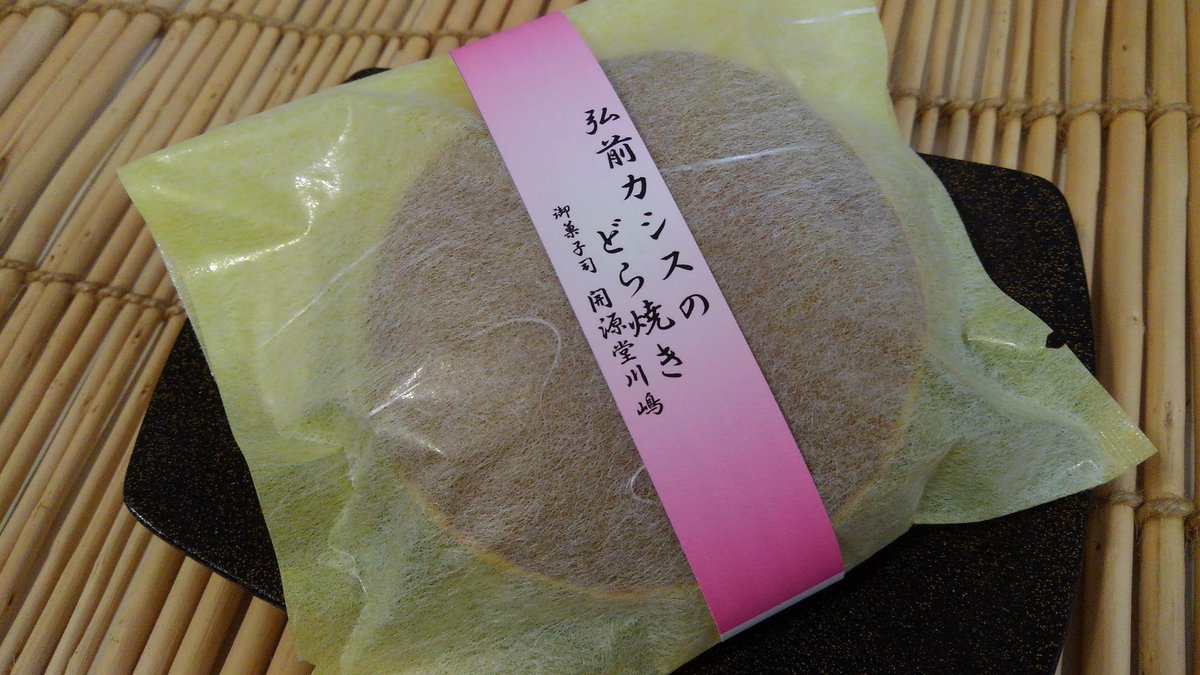 弘前カシスの
どら焼き
御菓子司 開源堂川嶋